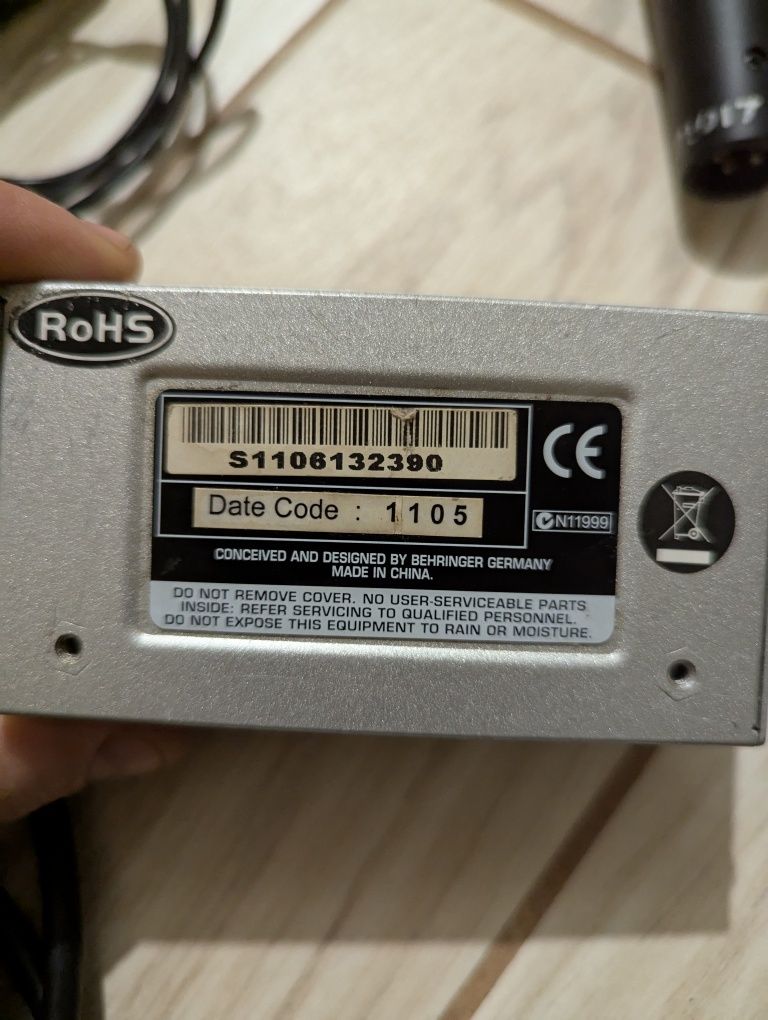 RoHS
S1106132390
Date Code : 1105
CE
N11999
CONCEIVED AND DESIGNED BY BEHRINGER GERMANY
MADE IN CHINA.
DO NOT REMOVE COVER. NO USER-SERVICEABLE PARTS
INSIDE: REFER SERVICING TO QUALIFIED PERSONNEL.
DO NOT EXPOSE THIS EQUIPMENT TO RAIN OR MOISTURE.